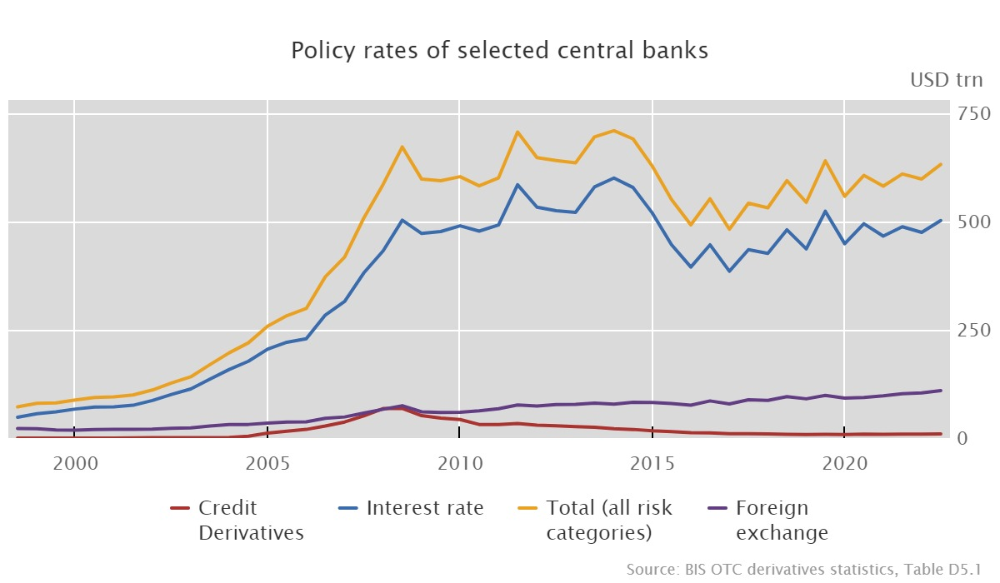 Policy rates of selected central banks
USD trn
750
500
250
0
2000 2005 2010 2015 2020
Credit Derivatives
Interest rate
Total (all risk categories)
Foreign exchange
Source: BIS OTC derivatives statistics, Table D5.1